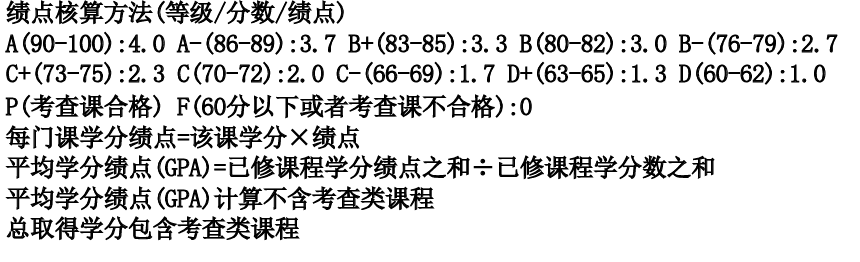 绩点核算方法(等级/分数/绩点)
A(90-100):4.0 A-(86-89):3.7 B+(83-85):3.3 B(80-82):3.0 B-(76-79):2.7
C+(73-75):2.3 C(70-72):2.0 C-(66-69):1.7 D+(63-65):1.3 D(60-62):1.0
P(考查课合格) F(60分以下或者考查课不合格):0
每门课学分绩点=该课学分×绩点
平均学分绩点(GPA)=已修课程学分绩点之和÷已修课程学分数之和
平均学分绩点(GPA)计算不含考查类课程
总取得学分包含考查类课程